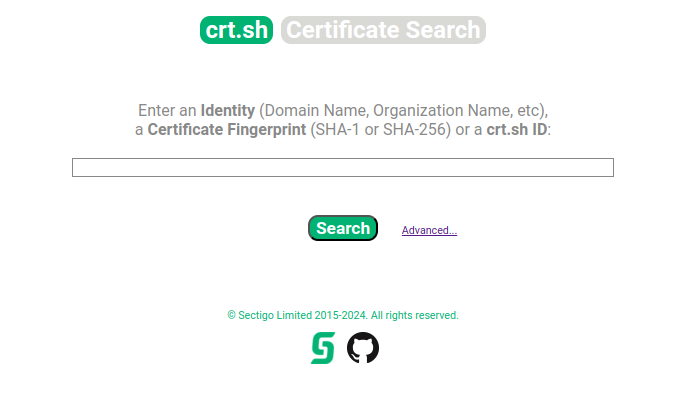 crt.sh Certificate Search
Enter an Identity (Domain Name, Organization Name, etc),
a Certificate Fingerprint (SHA-1 or SHA-256) or a crt.sh ID:
Search Advanced...
© Sectigo Limited 2015-2024. All rights reserved.